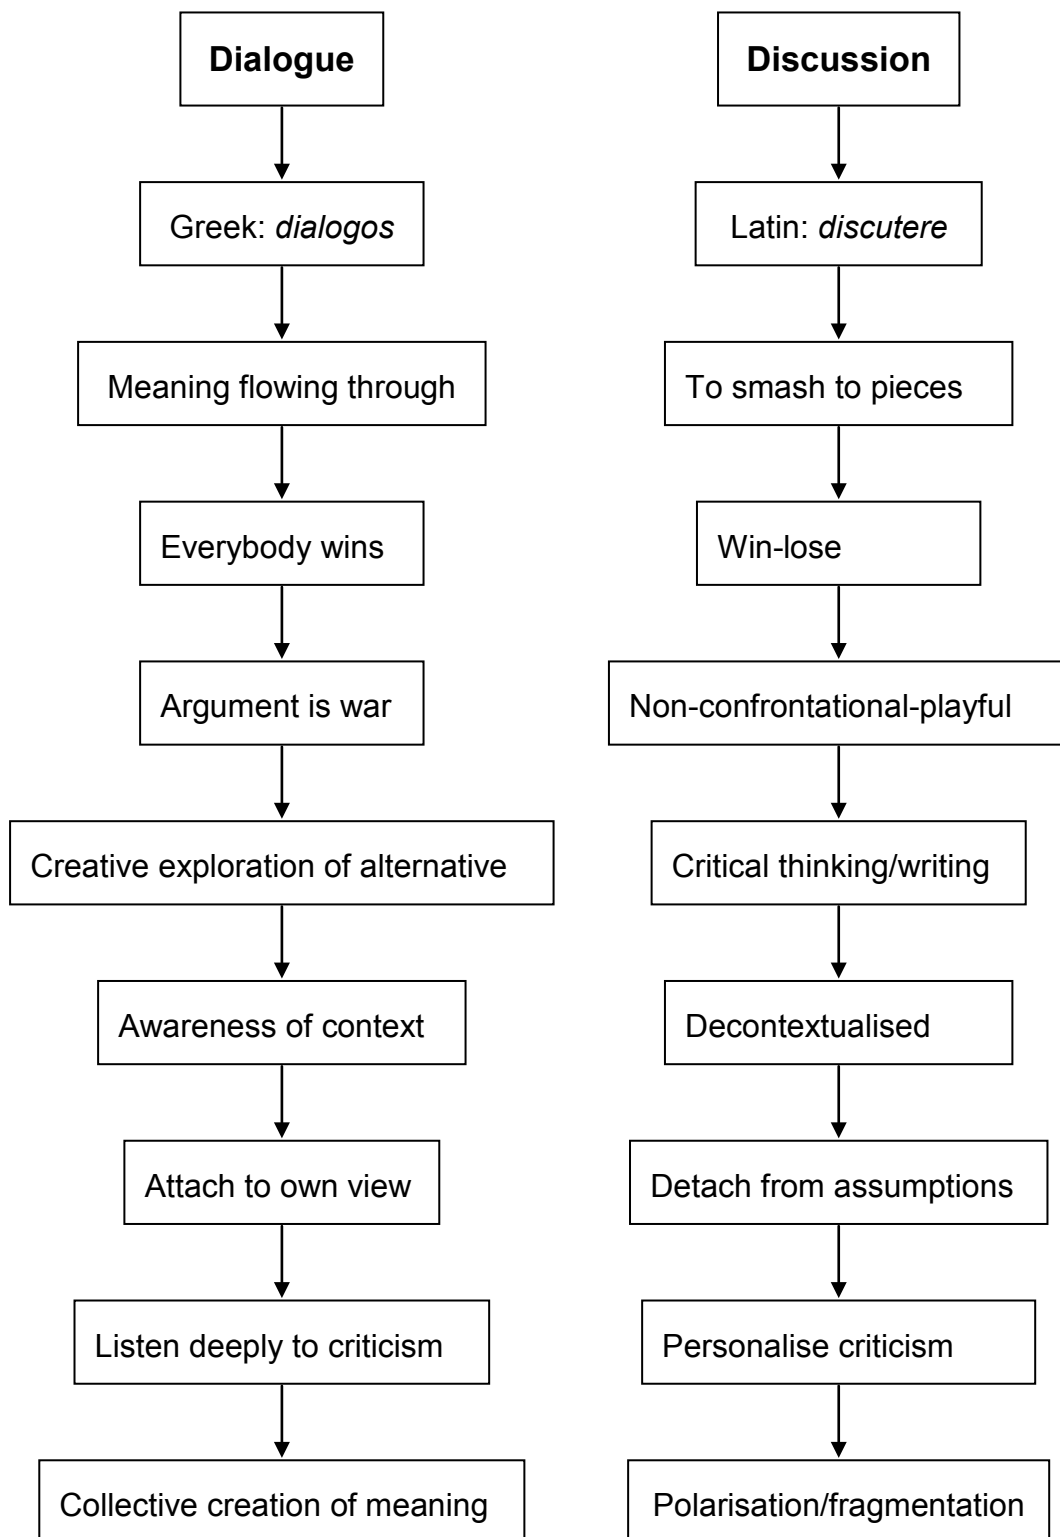 Dialogue
Discussion
Greek: dialogos
Latin: discutere
Meaning flowing through
To smash to pieces
Everybody wins
Win-lose
Argument is war
Non-confrontational-playful
Creative exploration of alternative
Critical thinking/writing
Awareness of context
Decontextualised
Attach to own view
Detach from assumptions
Listen deeply to criticism
Personalise criticism
Collective creation of meaning
Polarisation/fragmentation